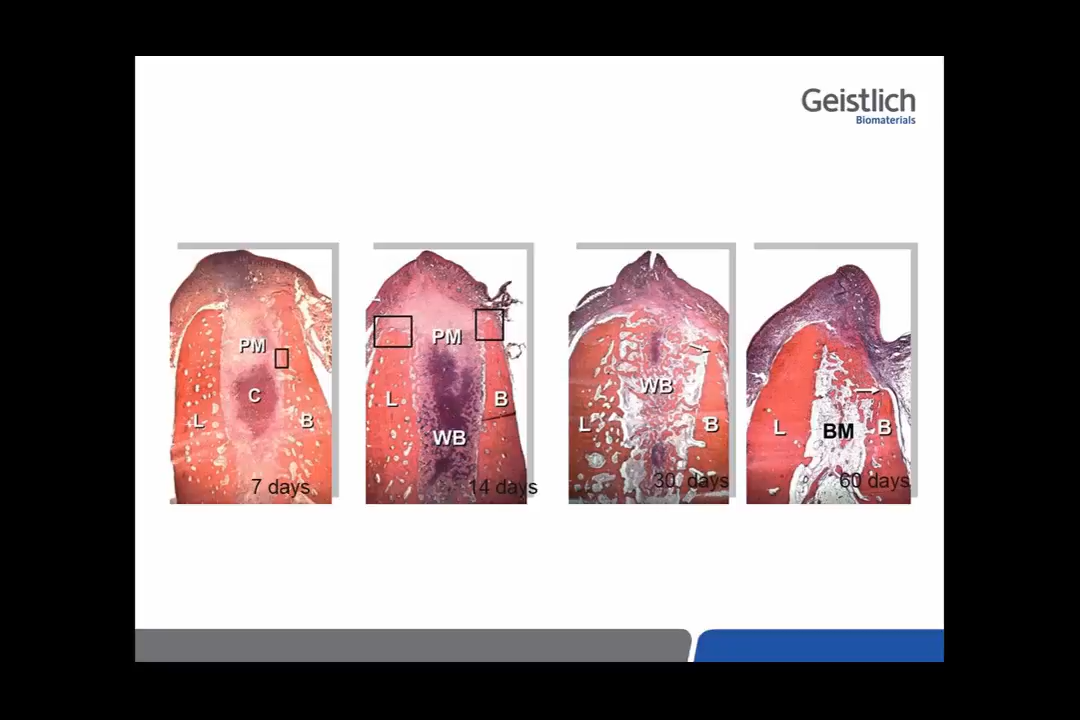 Geistlich
Biomaterials
PM
C
L
B
7 days
PM
L
B
WB
14 days
WB
L
B
30 days
L
BM
B
60 days